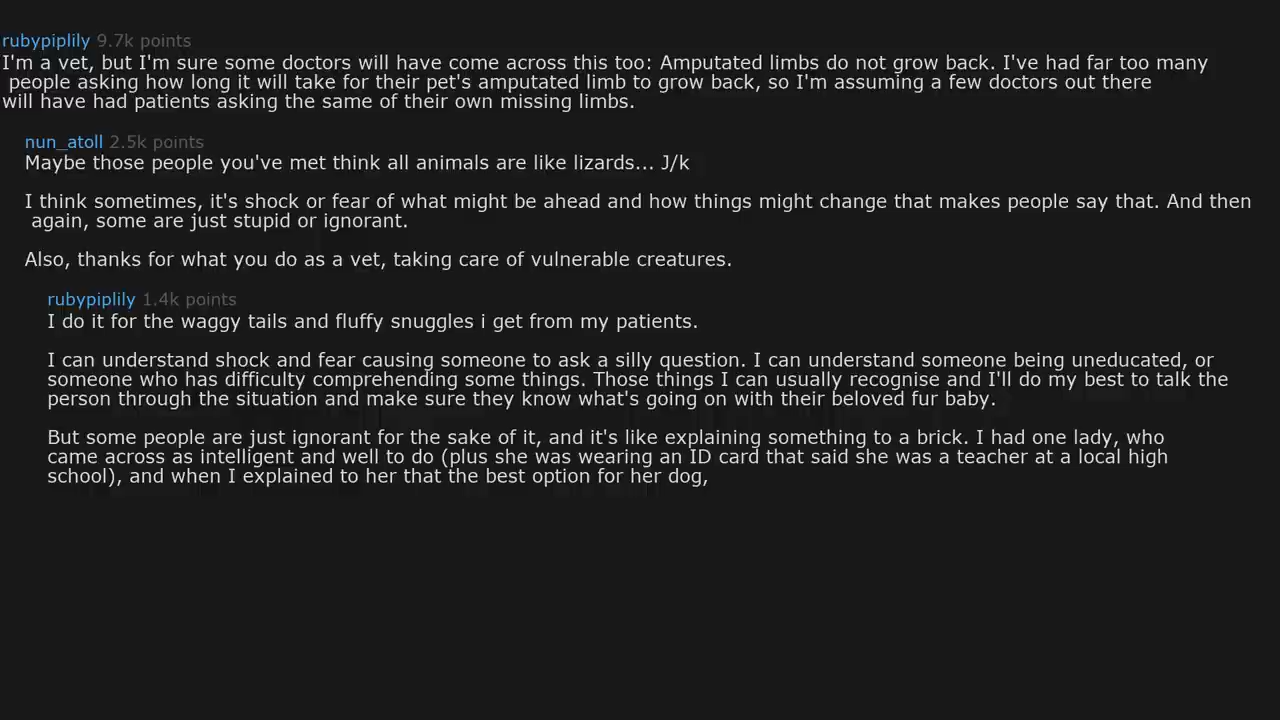 rubypiplily 9.7k points
I'm a vet, but I'm sure some doctors will have come across this too: Amputated limbs do not grow back. I've had far too many
people asking how long it will take for their pet's amputated limb to grow back, so I'm assuming a few doctors out there
will have had patients asking the same of their own missing limbs.
nun_atoll 2.5k points
Maybe those people you've met think all animals are like lizards... J/k
I think sometimes, it's shock or fear of what might be ahead and how things might change that makes people say that. And then
again, some are just stupid or ignorant.
Also, thanks for what you do as a vet, taking care of vulnerable creatures.
rubypiplily 1.4k points
I do it for the waggy tails and fluffy snuggles i get from my patients.
I can understand shock and fear causing someone to ask a silly question. I can understand someone being uneducated, or
someone who has difficulty comprehending some things. Those things I can usually recognise and I'll do my best to talk the
person through the situation and make sure they know what's going on with their beloved fur baby.
But some people are just ignorant for the sake of it, and it's like explaining something to a brick. I had one lady, who
came across as intelligent and well to do (plus she was wearing an ID card that said she was a teacher at a local high
school), and when I explained to her that the best option for her dog,